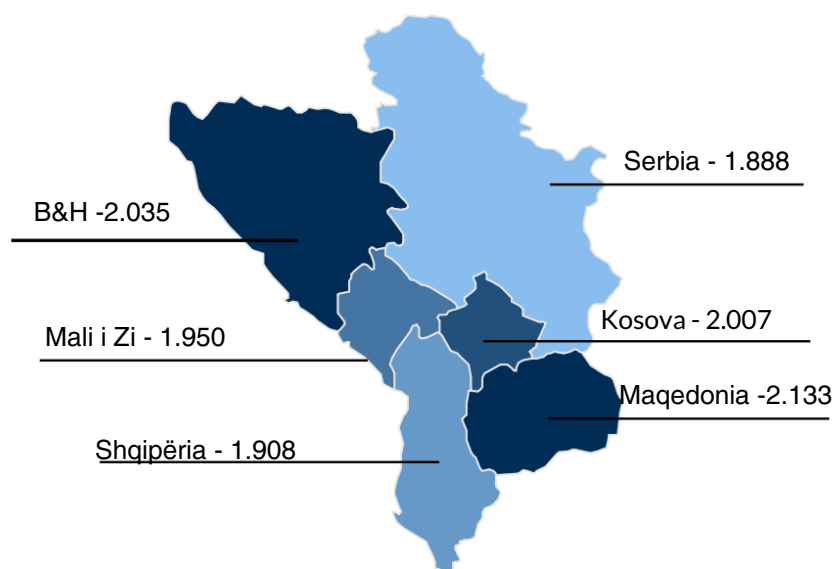 Serbia - 1.888
B&H -2.035
Kosova - 2.007
Mali i Zi - 1.950
Maqedonia -2.133
Shqipëria - 1.908